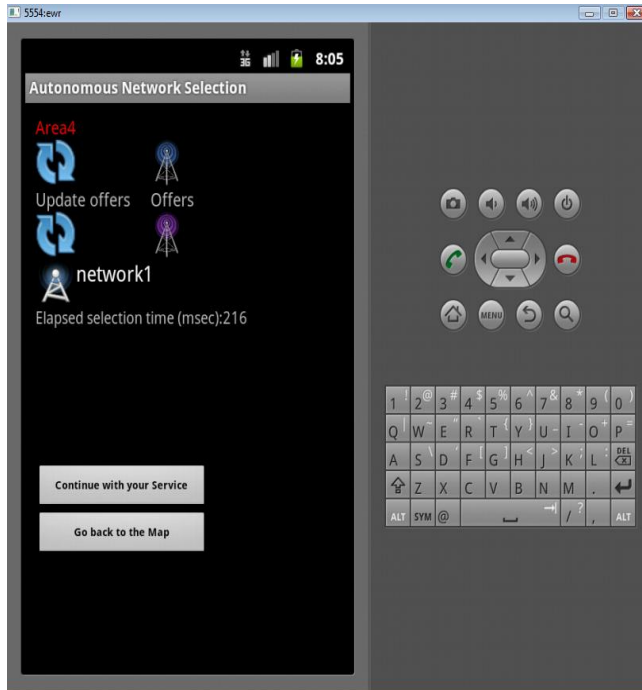 5554:ewr
3G 8:05
Autonomous Network Selection
Area4
Update offers Offers
network1
Elapsed selection time (msec):216
Continue with your Service
Go back to the Map
MENU
1 ! 2 @ 3 # 4 $ 5 % 6 ^ 7 & 8 * 9 ( 0 )
Q | W ~ E " R ` T { Y } U _ I - O + P =
A S \ D ' F [ G ] H < J > K ; L : DEL
Z X C V B N M .
ALT SYM @ / ? , ALT